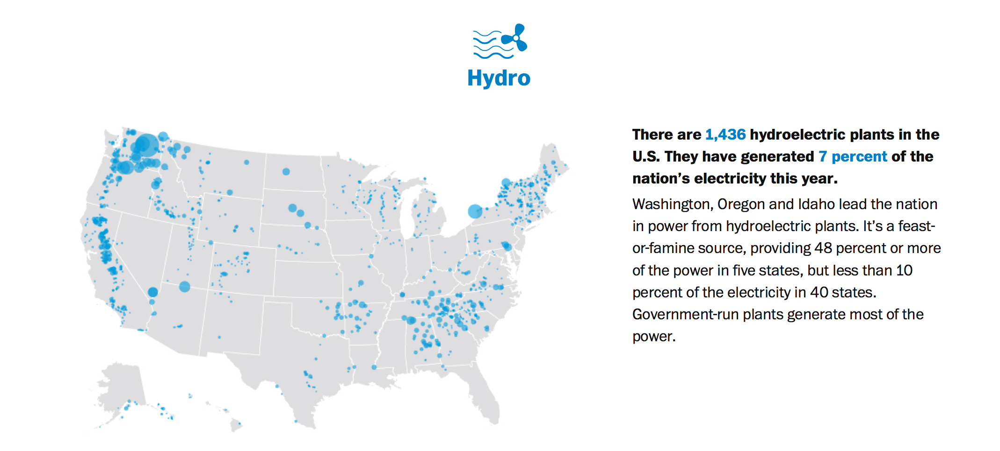 Hydro
There are 1,436 hydroelectric plants in the
U.S. They have generated 7 percent of the
nation’s electricity this year.
Washington, Oregon and Idaho lead the nation
in power from hydroelectric plants. It’s a feast-
or-famine source, providing 48 percent or more
of the power in five states, but less than 10
percent of the electricity in 40 states.
Government-run plants generate most of the
power.